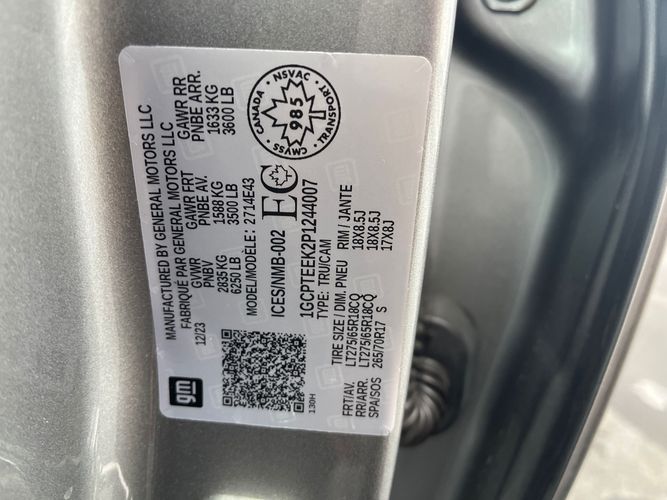 MANUFACTURED BY GENERAL MOTORS LLC
FABRIQUÉ PAR GENERAL MOTORS LLC
12/23
GVWR
PNBV
2835 KG
6250 LB
GAWR FRT
PNBE AV.
1588 KG
3500 LB
GAWR RR
PNBE ARR.
1633 KG
3600 LB
MODEL/MODÈLE: 2714E43
ICES/NMB-002
EC
NSVAC
CANADA
TRANSPORT
CMVSS
985
1GCPTEEK2P1244007
TYPE: TRU/CAM
TIRE SIZE / DIM. PNEU RIM / JANTE
FRT/AV. LT275/65R18CQ 18X8.5J
RR/ARR. LT275/65R18CQ 18X8.5J
SPA/SOS 265/70R17 S 17X8J
gm
130H